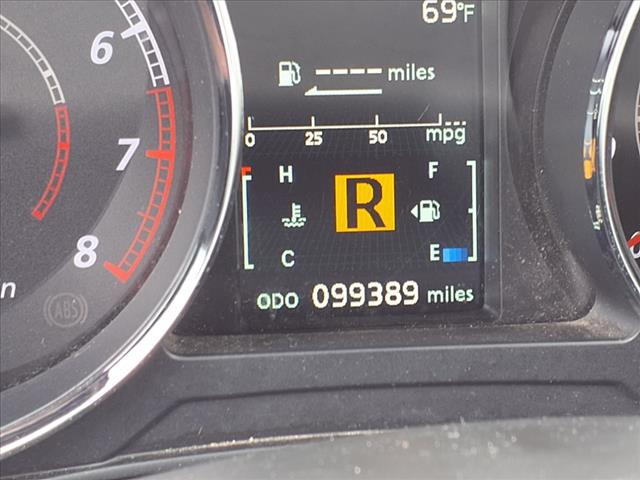 69°F
6
---- miles
0 25 50 mpg
7
H F
R
8
C E
n
ABS
ODO 099389 miles